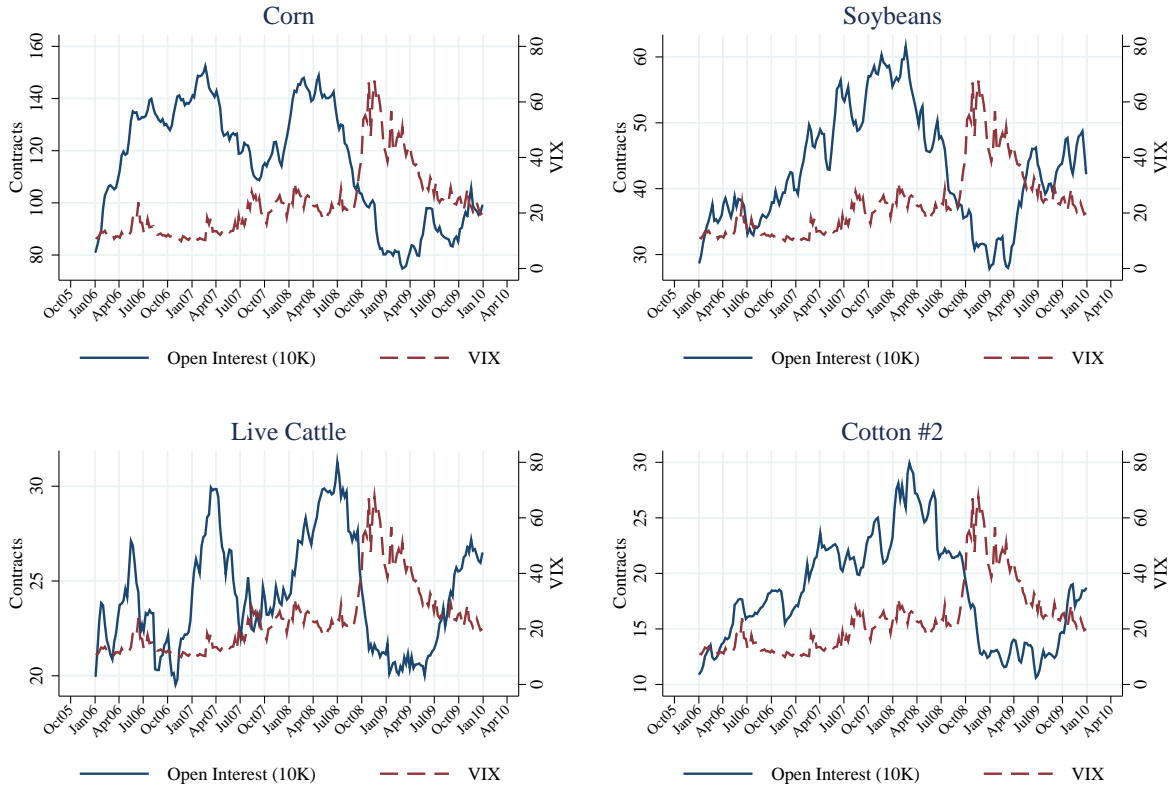 Corn
Contracts
160
140
120
100
80
VIX
80
60
40
20
0
Oct05 Jan06 Apr06 Jul06 Oct06 Jan07 Apr07 Jul07 Oct07 Jan08 Apr08 Jul08 Oct08 Jan09 Apr09 Jul09 Oct09 Jan10 Apr10
Open Interest (10K) VIX
Soybeans
Contracts
60
50
40
30
VIX
80
60
40
20
0
Oct05 Jan06 Apr06 Jul06 Oct06 Jan07 Apr07 Jul07 Oct07 Jan08 Apr08 Jul08 Oct08 Jan09 Apr09 Jul09 Oct09 Jan10 Apr10
Open Interest (10K) VIX
Live Cattle
Contracts
30
25
20
VIX
80
60
40
20
0
Oct05 Jan06 Apr06 Jul06 Oct06 Jan07 Apr07 Jul07 Oct07 Jan08 Apr08 Jul08 Oct08 Jan09 Apr09 Jul09 Oct09 Jan10 Apr10
Open Interest (10K) VIX
Cotton #2
Contracts
30
25
20
15
10
VIX
80
60
40
20
0
Oct05 Jan06 Apr06 Jul06 Oct06 Jan07 Apr07 Jul07 Oct07 Jan08 Apr08 Jul08 Oct08 Jan09 Apr09 Jul09 Oct09 Jan10 Apr10
Open Interest (10K) VIX